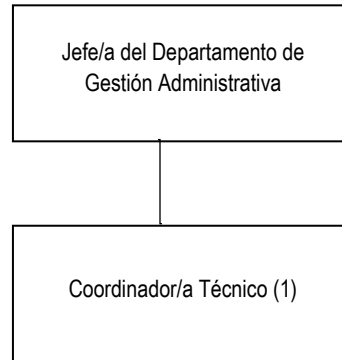 Jefe/a del Departamento de
Gestión Administrativa
Coordinador/a Técnico (1)